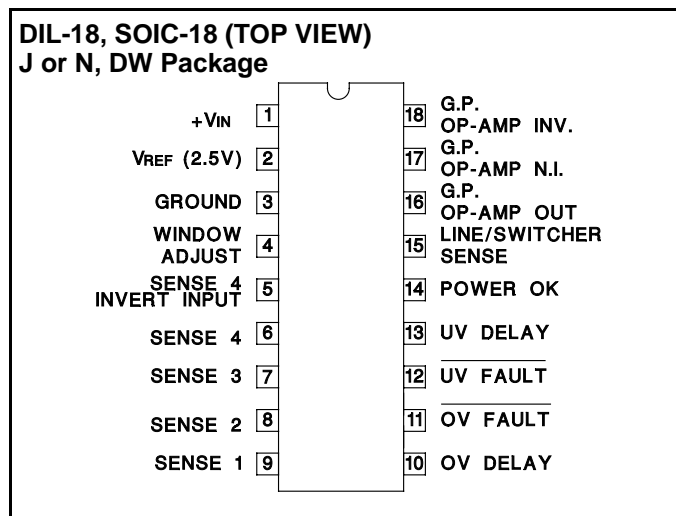 DIL-18, SOIC-18 (TOP VIEW)
J or N, DW Package
+VIN 1
VREF (2.5V) 2
GROUND 3
WINDOW
ADJUST 4
SENSE 4
INVERT INPUT 5
SENSE 4 6
SENSE 3 7
SENSE 2 8
SENSE 1 9
18 G.P.
OP-AMP INV.
17 G.P.
OP-AMP N.I.
16 G.P.
OP-AMP OUT
15 LINE/SWITCHER
SENSE
14 POWER OK
13 UV DELAY
12 UV FAULT
11 OV FAULT
10 OV DELAY